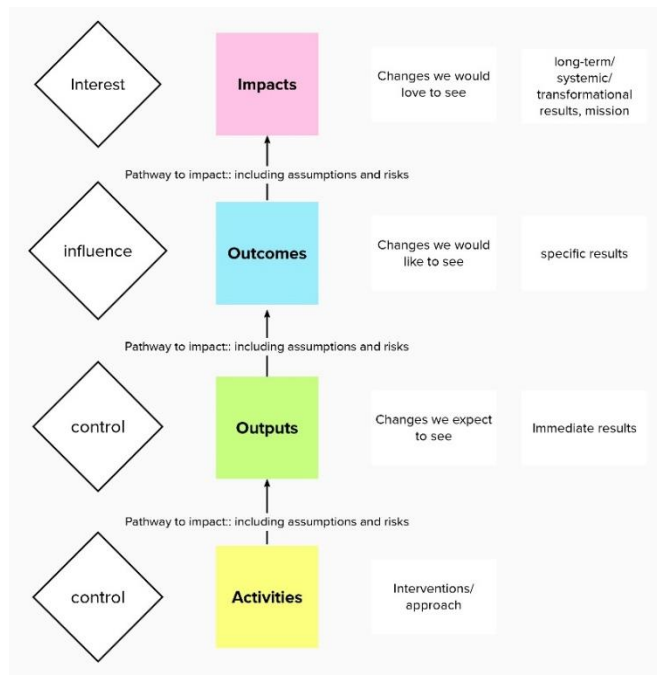 Interest
Impacts
Changes we would
love to see
long-term/
systemic/
transformational
results, mission
Pathway to impact:: including assumptions and risks
influence
Outcomes
Changes we would
like to see
specific results
Pathway to impact:: including assumptions and risks
control
Outputs
Changes we expect
to see
Immediate results
Pathway to impact:: including assumptions and risks
control
Activities
Interventions/
approach